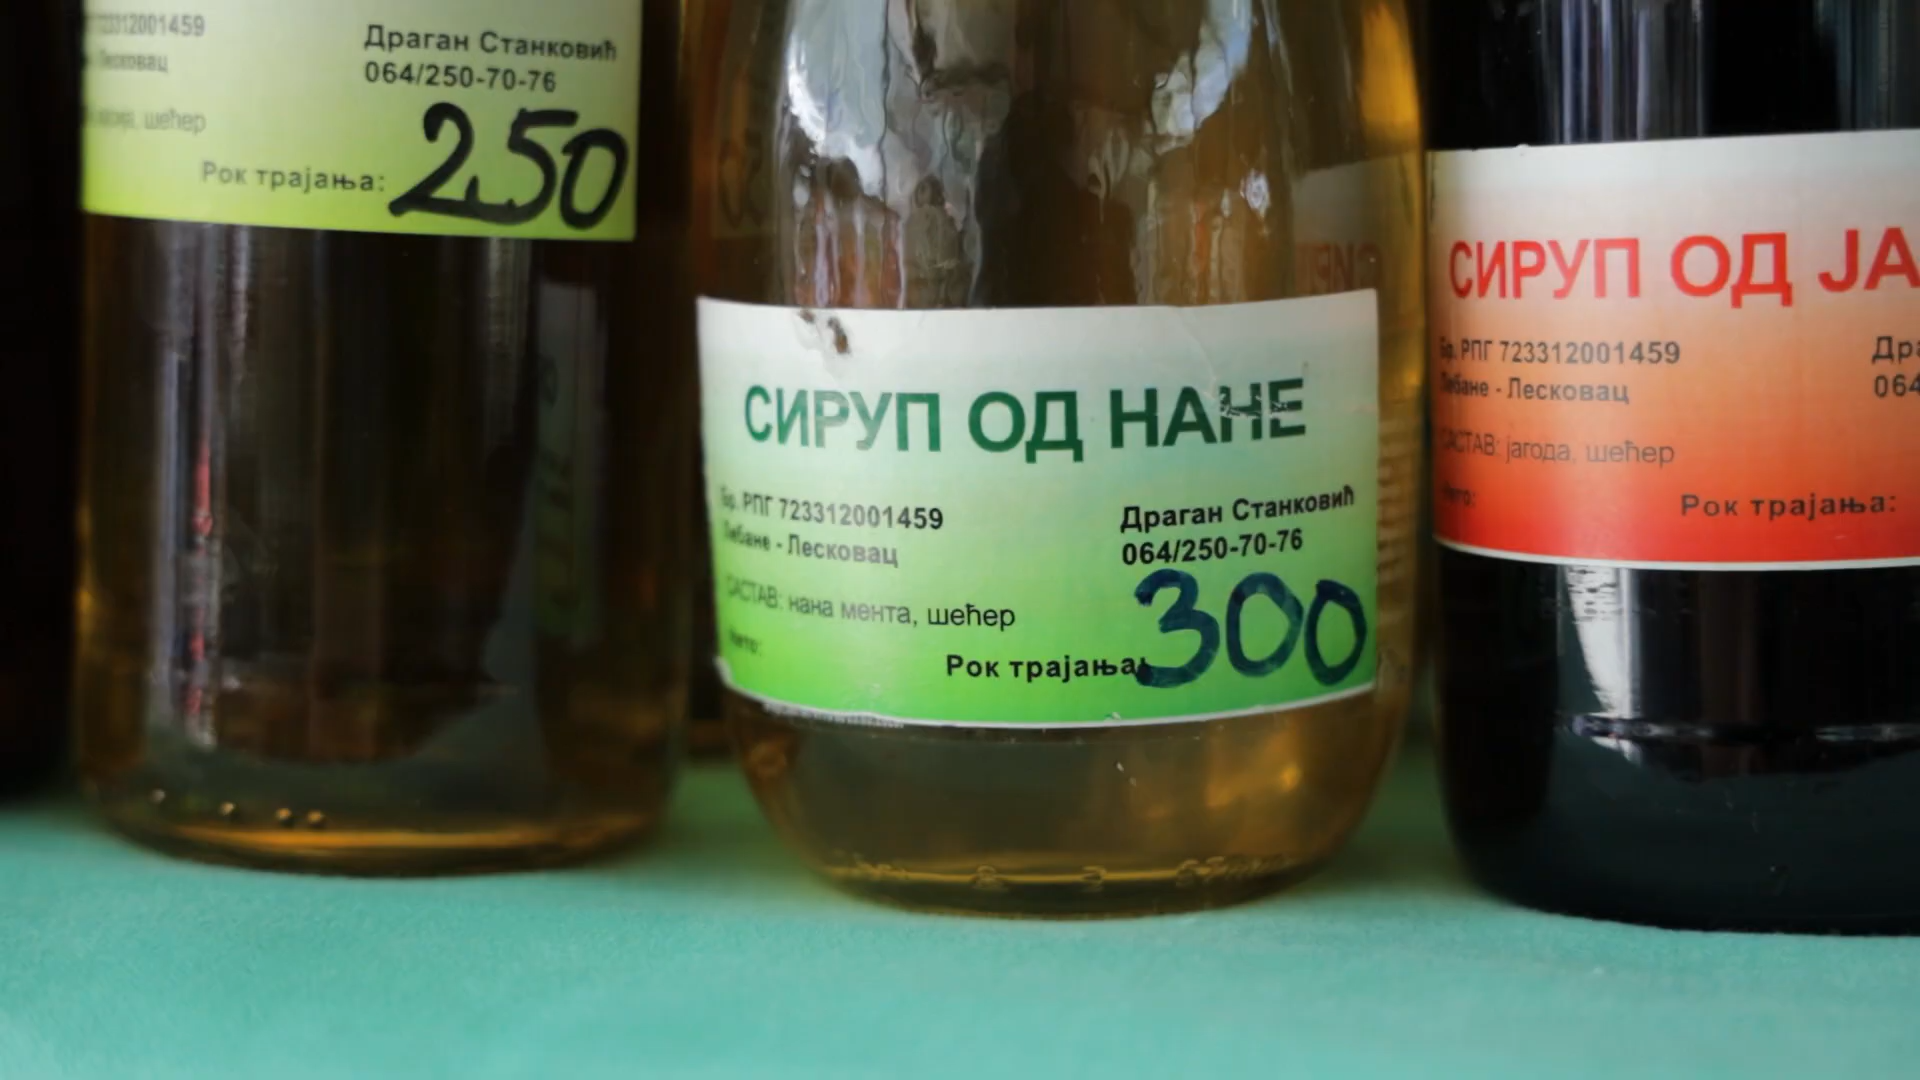 723312001459
Лесковац
шећер
Драган Станковић
064/250-70-76
Рок трајања: 250
СИРУП ОД НАНЕ
Бр. РПГ 723312001459
Лебане - Лесковац
САСТАВ: нана мента, шећер
Нето:
Драган Станковић
064/250-70-76
Рок трајања: 300
СИРУП ОД ЈА
Бр. РПГ 723312001459
Лебане - Лесковац
САСТАВ: јагода, шећер
Нето:
Дра
064
Рок трајања: